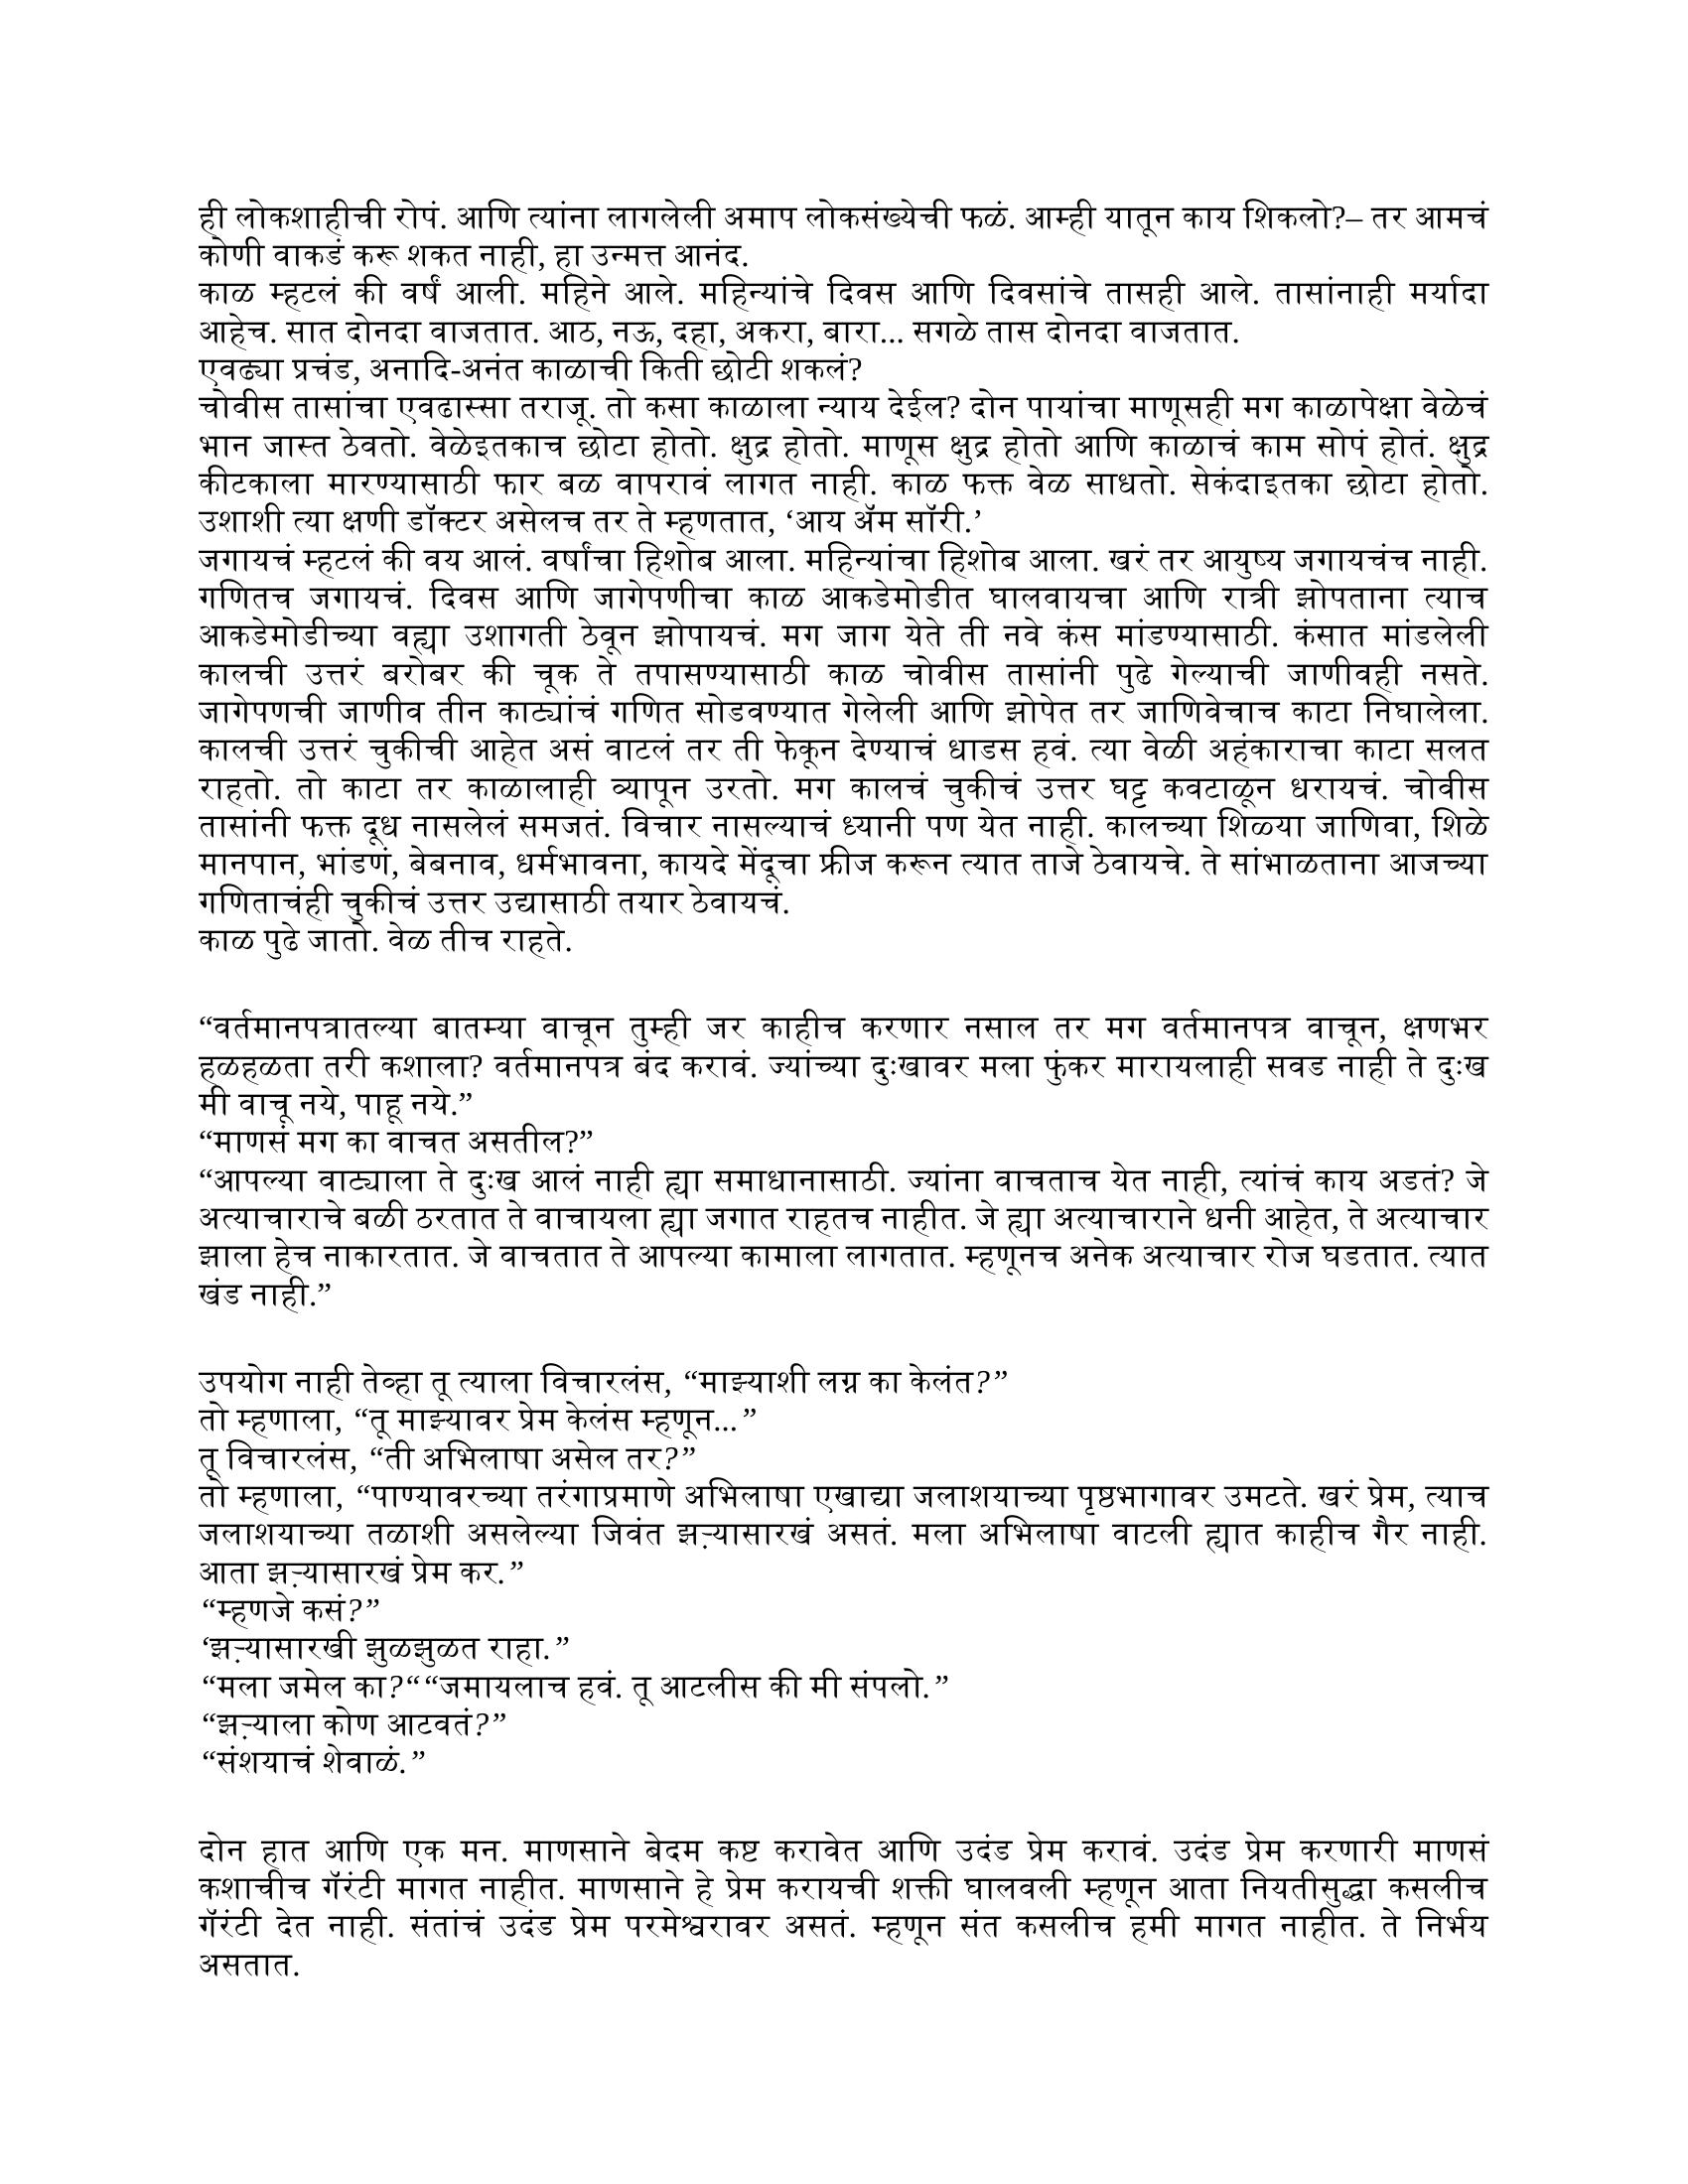 ही लोकशाहीची रोपं. आणि त्यांना लागलेली अमाप लोकसंख्येची फळं. आम्ही यातून काय शिकलो?– तर आमचं
कोणी वाकडं करू शकत नाही, हा उन्मत्त आनंद.
काळ म्हटलं की वर्षं आली. महिने आले. महिन्यांचे दिवस आणि दिवसांचे तासही आले. तासांनाही मर्यादा
आहेच. सात दोनदा वाजतात. आठ, नऊ, दहा, अकरा, बारा... सगळे तास दोनदा वाजतात.
एवढ्या प्रचंड, अनादि-अनंत काळाची किती छोटी शकलं?
चोवीस तासांचा एवढास्सा तराजू. तो कसा काळाला न्याय देईल? दोन पायांचा माणूसही मग काळापेक्षा वेळेचं
भान जास्त ठेवतो. वेळेइतकाच छोटा होतो. क्षुद्र होतो. माणूस क्षुद्र होतो आणि काळाचं काम सोपं होतं. क्षुद्र
कीटकाला मारण्यासाठी फार बळ वापरावं लागत नाही. काळ फक्त वेळ साधतो. सेकंदाइतका छोटा होतो.
उशाशी त्या क्षणी डॉक्टर असेलच तर ते म्हणतात, ‘आय ॲम सॉरी.’
जगायचं म्हटलं की वय आलं. वर्षांचा हिशोब आला. महिन्यांचा हिशोब आला. खरं तर आयुष्य जगायचंच नाही.
गणितच जगायचं. दिवस आणि जागेपणीचा काळ आकडेमोडीत घालवायचा आणि रात्री झोपताना त्याच
आकडेमोडीच्या वह्या उशागती ठेवून झोपायचं. मग जाग येते ती नवे कंस मांडण्यासाठी. कंसात मांडलेली
कालची उत्तरं बरोबर की चूक ते तपासण्यासाठी काळ चोवीस तासांनी पुढे गेल्याची जाणीवही नसते.
जागेपणची जाणीव तीन काट्यांचं गणित सोडवण्यात गेलेली आणि झोपेत तर जाणिवेचाच काटा निघालेला.
कालची उत्तरं चुकीची आहेत असं वाटलं तर ती फेकून देण्याचं धाडस हवं. त्या वेळी अहंकाराचा काटा सलत
राहतो. तो काटा तर काळालाही व्यापून उरतो. मग कालचं चुकीचं उत्तर घट्ट कवटाळून धरायचं. चोवीस
तासांनी फक्त दूध नासलेलं समजतं. विचार नासल्याचं ध्यानी पण येत नाही. कालच्या शिळ्या जाणिवा, शिळे
मानपान, भांडणं, बेबनाव, धर्मभावना, कायदे मेंदूचा फ्रीज करून त्यात ताजे ठेवायचे. ते सांभाळताना आजच्या
गणिताचंही चुकीचं उत्तर उद्यासाठी तयार ठेवायचं.
काळ पुढे जातो. वेळ तीच राहते.
“वर्तमानपत्रातल्या बातम्या वाचून तुम्ही जर काहीच करणार नसाल तर मग वर्तमानपत्र वाचून, क्षणभर
हळहळता तरी कशाला? वर्तमानपत्र बंद करावं. ज्यांच्या दुःखावर मला फुंकर मारायलाही सवड नाही ते दुःख
मी वाचू नये, पाहू नये.”
“माणसं मग का वाचत असतील?”
“आपल्या वाट्याला ते दुःख आलं नाही ह्या समाधानासाठी. ज्यांना वाचताच येत नाही, त्यांचं काय अडतं? जे
अत्याचाराचे बळी ठरतात ते वाचायला ह्या जगात राहतच नाहीत. जे ह्या अत्याचाराने धनी आहेत, ते अत्याचार
झाला हेच नाकारतात. जे वाचतात ते आपल्या कामाला लागतात. म्हणूनच अनेक अत्याचार रोज घडतात. त्यात
खंड नाही.”
उपयोग नाही तेव्हा तू त्याला विचारलंस, “माझ्याशी लग्न का केलंत?”
तो म्हणाला, “तू माझ्यावर प्रेम केलंस म्हणून...”
तू विचारलंस, “ती अभिलाषा असेल तर?”
तो म्हणाला, “पाण्यावरच्या तरंगाप्रमाणे अभिलाषा एखाद्या जलाशयाच्या पृष्ठभागावर उमटते. खरं प्रेम, त्याच
जलाशयाच्या तळाशी असलेल्या जिवंत झऱ्यासारखं असतं. मला अभिलाषा वाटली ह्यात काहीच गैर नाही.
आता झऱ्यासारखं प्रेम कर.”
“म्हणजे कसं?”
‘झऱ्यासारखी झुळझुळत राहा.”
“मला जमेल का?““जमायलाच हवं. तू आटलीस की मी संपलो.”
“झऱ्याला कोण आटवतं?”
“संशयाचं शेवाळं.”
दोन हात आणि एक मन. माणसाने बेदम कष्ट करावेत आणि उदंड प्रेम करावं. उदंड प्रेम करणारी माणसं
कशाचीच गॅरंटी मागत नाहीत. माणसाने हे प्रेम करायची शक्ती घालवली म्हणून आता नियतीसुद्धा कसलीच
गॅरंटी देत नाही. संतांचं उदंड प्रेम परमेश्वरावर असतं. म्हणून संत कसलीच हमी मागत नाहीत. ते निर्भय
असतात.